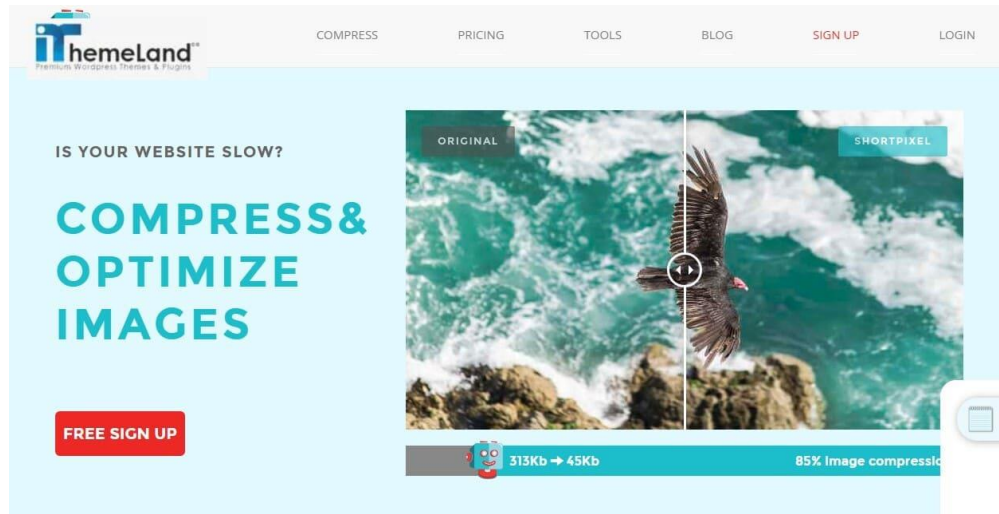 iThemeLand
Premium Wordpress Themes & Plugins
COMPRESS PRICING TOOLS BLOG SIGN UP LOGIN
IS YOUR WEBSITE SLOW?
COMPRESS&
OPTIMIZE
IMAGES
FREE SIGN UP
ORIGINAL
SHORTPIXEL
313Kb → 45Kb
85% Image compressio